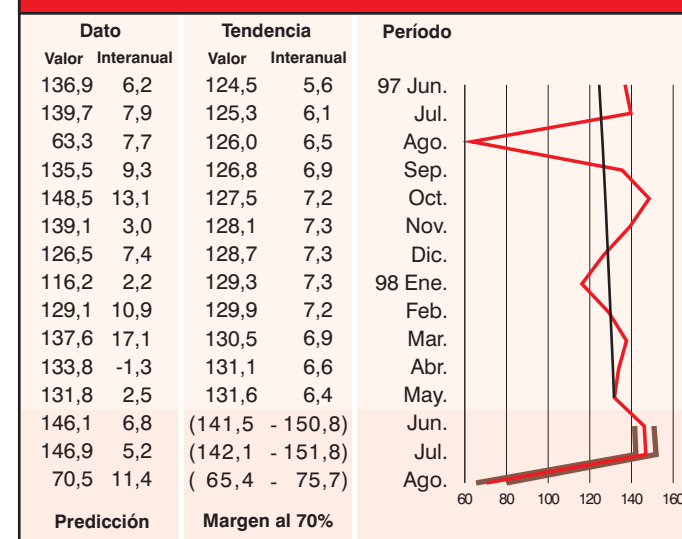 Dato Tendencia Período
Valor Interanual Valor Interanual
136,9 6,2 124,5 5,6 97 Jun.
139,7 7,9 125,3 6,1 Jul.
63,3 7,7 126,0 6,5 Ago.
135,5 9,3 126,8 6,9 Sep.
148,5 13,1 127,5 7,2 Oct.
139,1 3,0 128,1 7,3 Nov.
126,5 7,4 128,7 7,3 Dic.
116,2 2,2 129,3 7,3 98 Ene.
129,1 10,9 129,9 7,2 Feb.
137,6 17,1 130,5 6,9 Mar.
133,8 -1,3 131,1 6,6 Abr.
131,8 2,5 131,6 6,4 May.
146,1 6,8 (141,5 - 150,8) Jun.
146,9 5,2 (142,1 - 151,8) Jul.
70,5 11,4 ( 65,4 - 75,7) Ago.
60 80 100 120 140 160
Predicción Margen al 70%